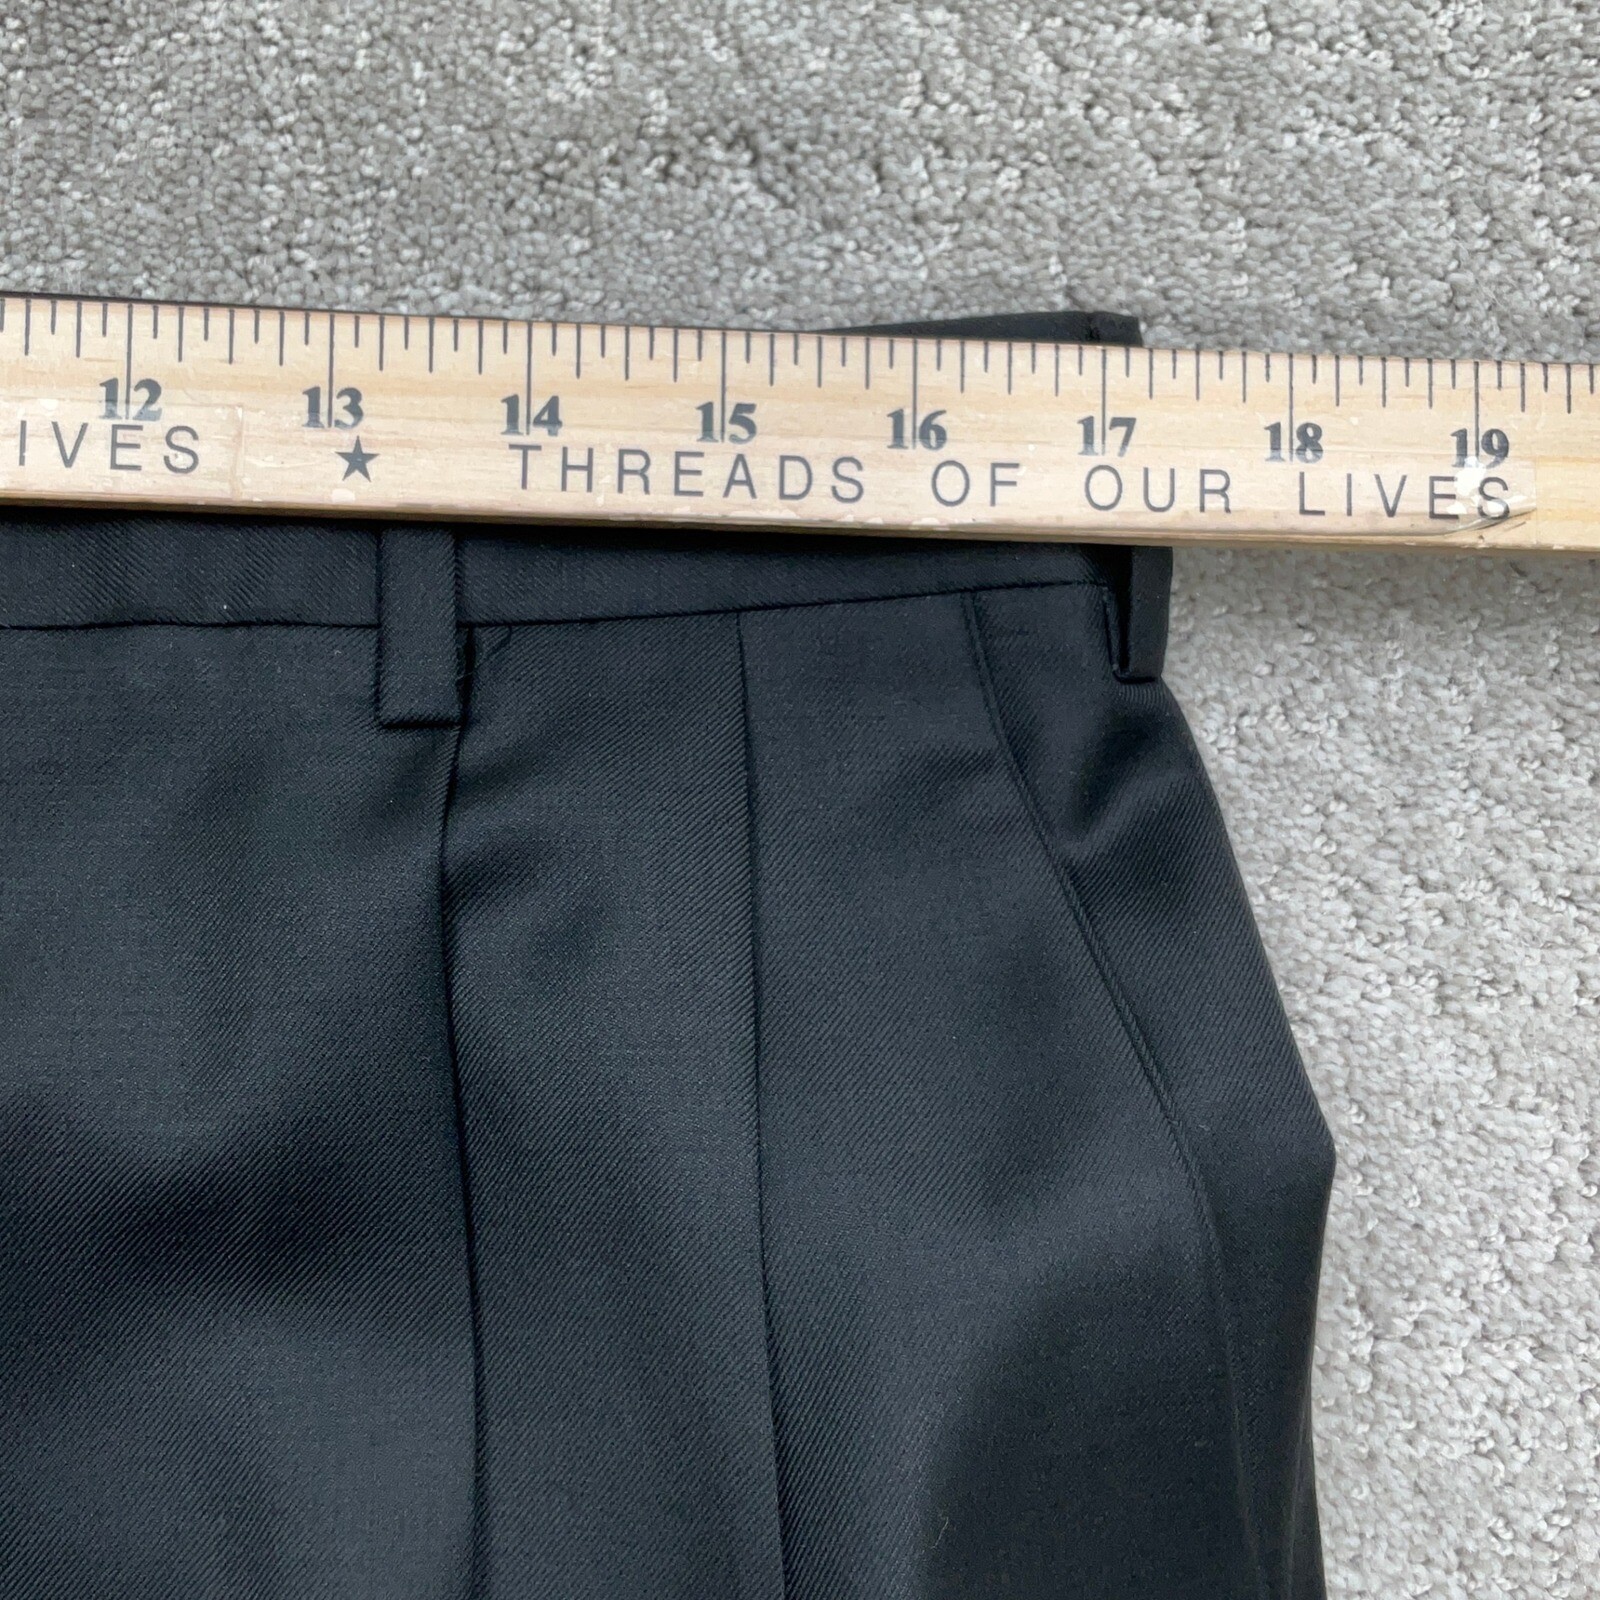 12 13 14 15 16 17 18 19
IVES ★ THREADS OF OUR LIVES